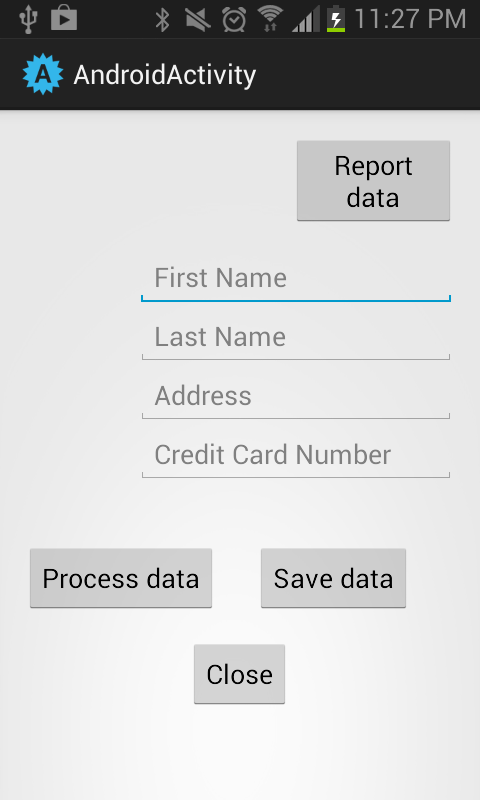 11:27 PM
A AndroidActivity
Report
data
First Name
Last Name
Address
Credit Card Number
Process data
Save data
Close